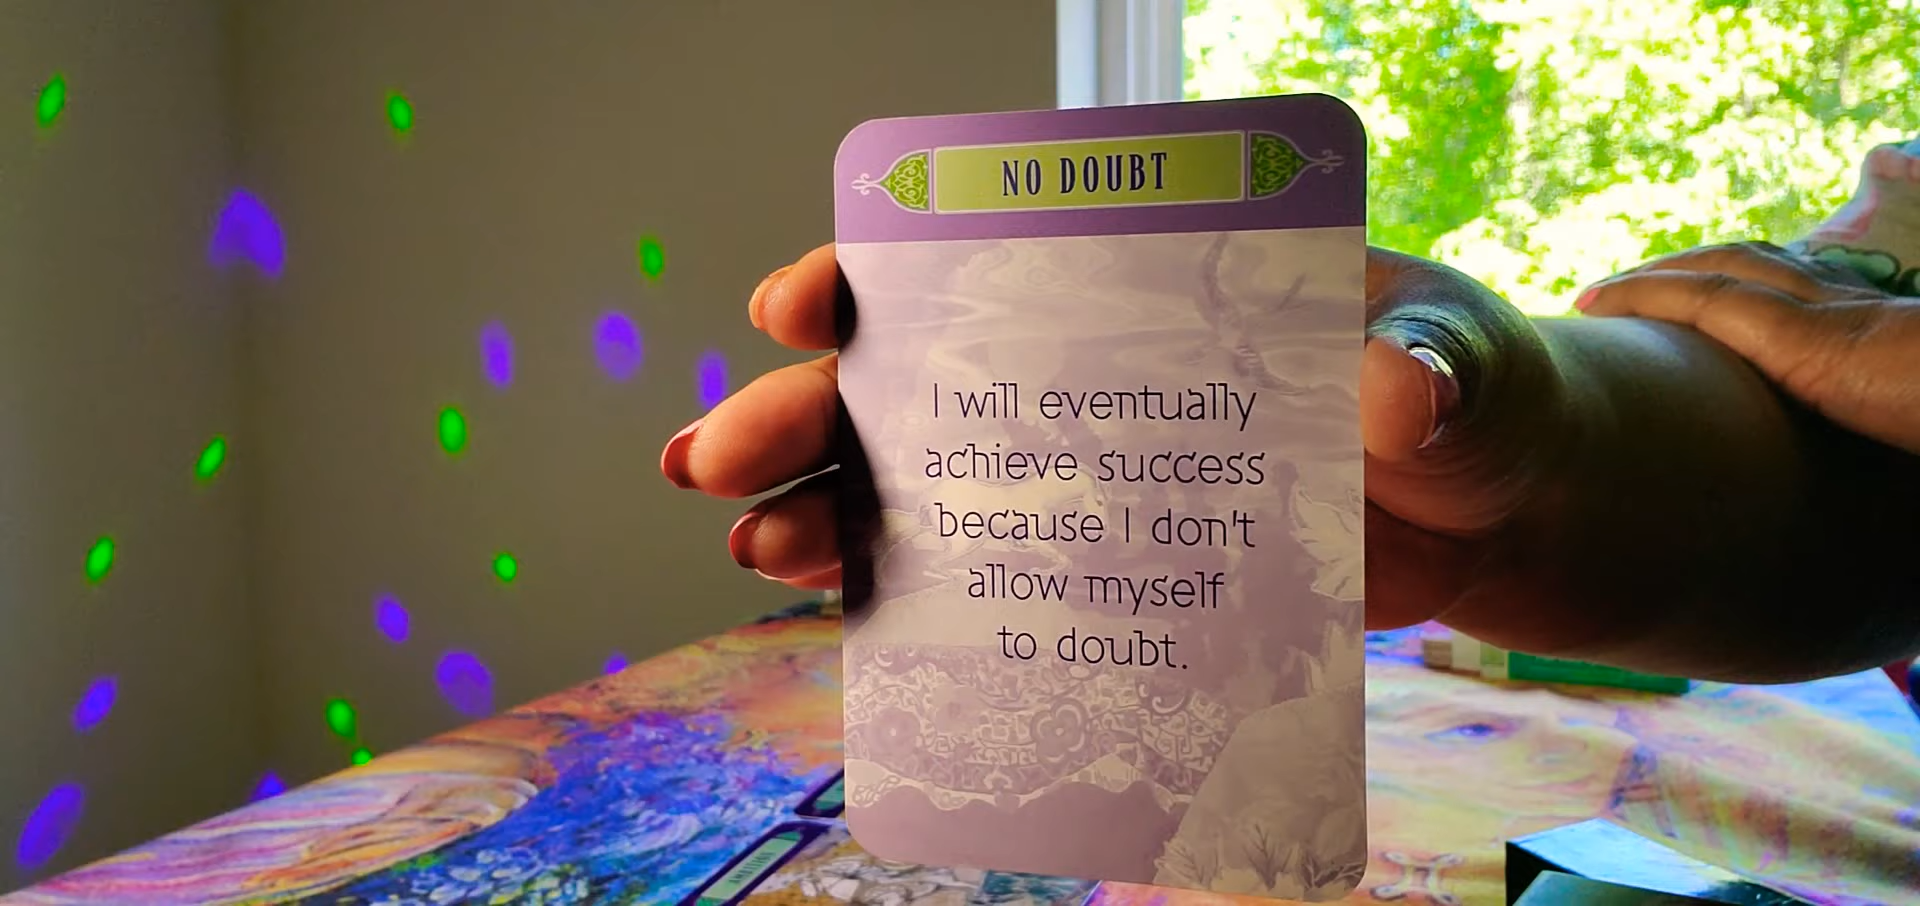 NO DOUBT
I will eventually
achieve success
because I don't
allow myself
to doubt.